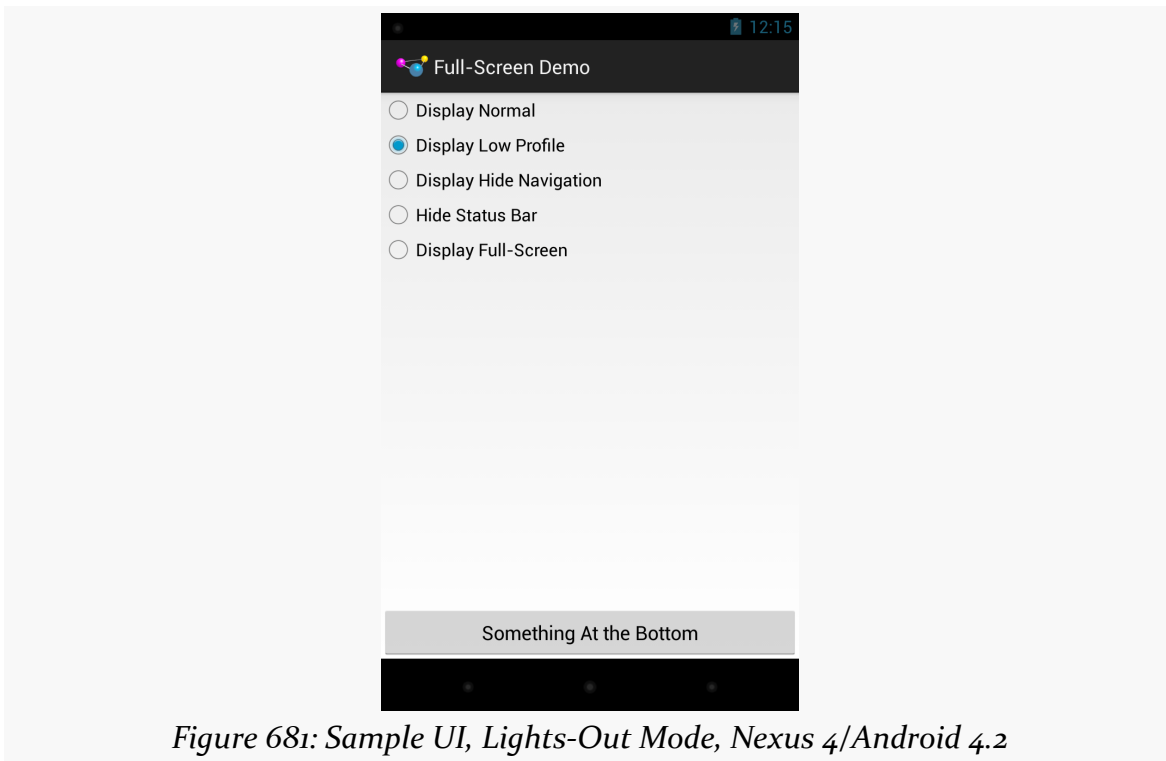 12:15
Full-Screen Demo
Display Normal
Display Low Profile
Display Hide Navigation
Hide Status Bar
Display Full-Screen
Something At the Bottom
Figure 681: Sample UI, Lights-Out Mode, Nexus 4/Android 4.2